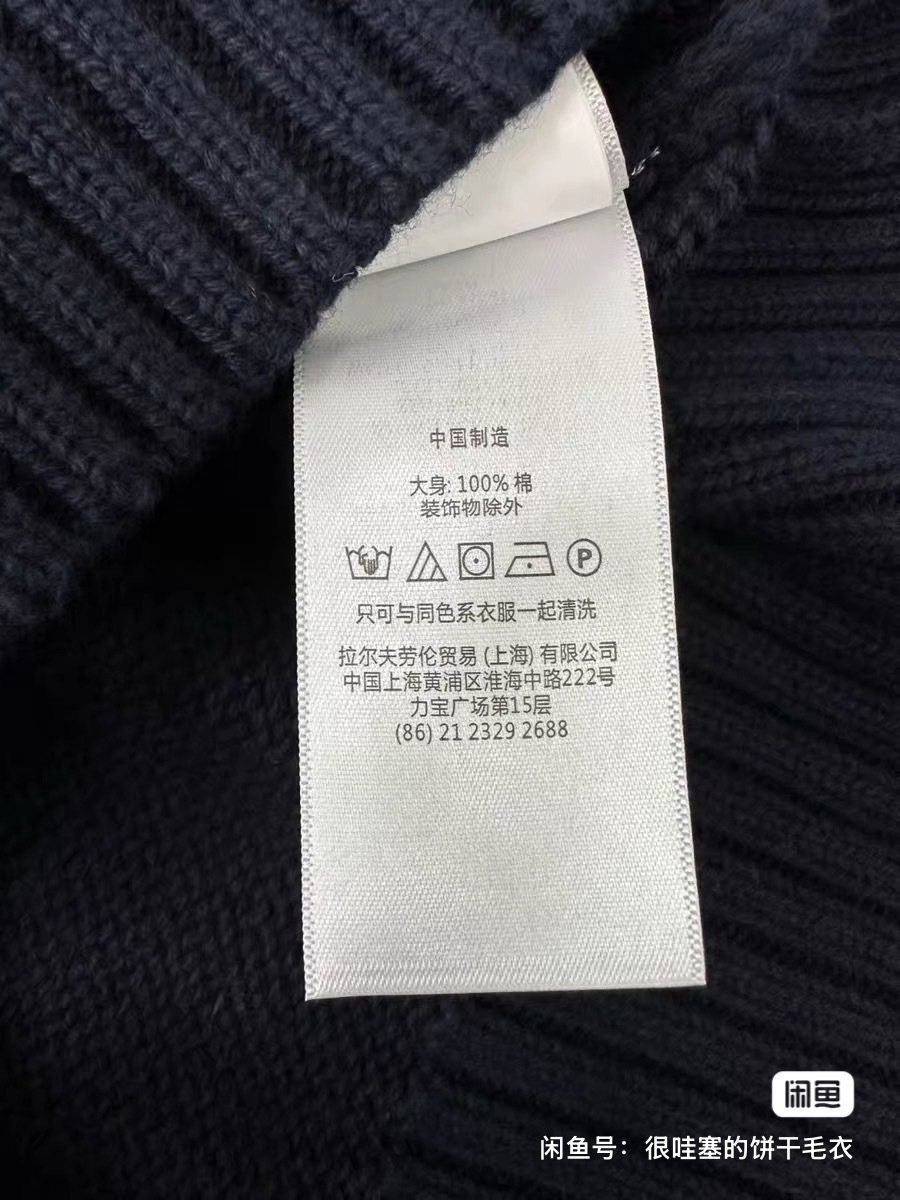 中国制造
大身: 100% 棉
装饰物除外
P
只可与同色系衣服一起清洗
拉尔夫劳伦贸易 (上海) 有限公司
中国上海黄浦区淮海中路222号
力宝广场第15层
(86) 21 2329 2688
闲鱼
闲鱼号：很哇塞的饼干毛衣